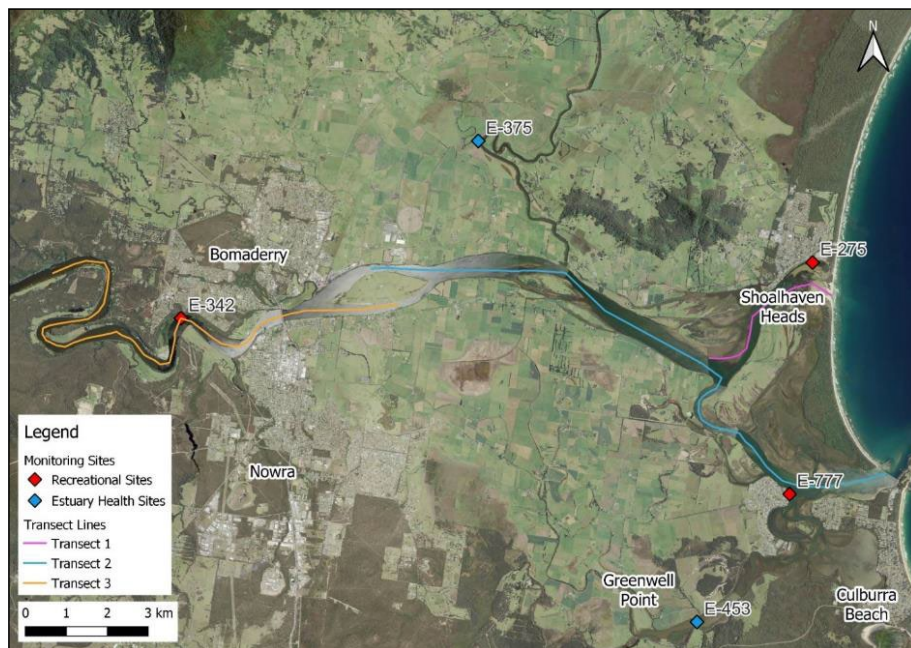 N
E-375
E-275
Bomaderry
E-342
Shoalhaven
Heads
Legend
Monitoring Sites
Recreational Sites
Estuary Health Sites
Transect Lines
Transect 1
Transect 2
Transect 3
0 1 2 3 km
Nowra
E-777
Greenwell
Point
E-453
Culburra
Beach